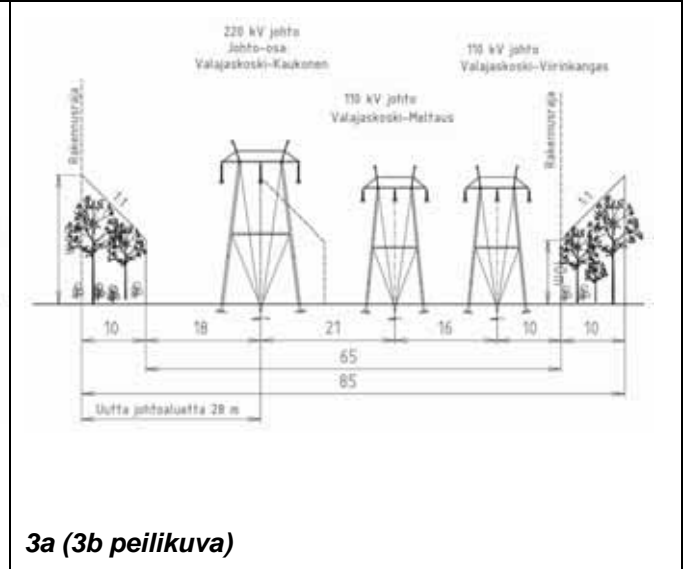 220 kV johto
Johto-osa
Valajaskoski-Kaukonen
110 kV johto
Valajaskoski-Viirinkangas
110 kV johto
Valajaskoski-Meltaus
Rakennusraja
Rakennusraja
1:1
1:1
10
18
21
16
10
10
65
85
Uutta johtoaluetta 28 m
3a (3b peilikuva)